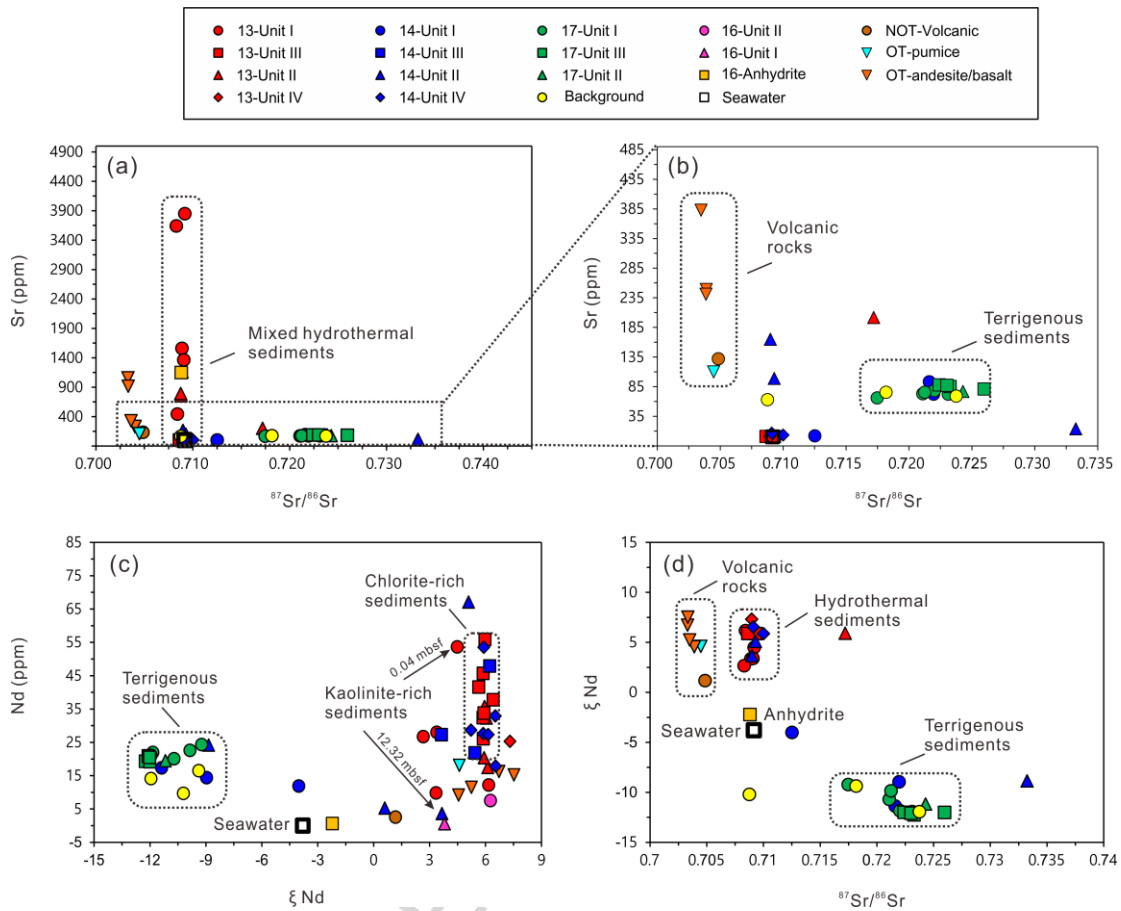 13-Unit I 14-Unit I 17-Unit I 16-Unit II NOT-Volcanic
13-Unit III 14-Unit III 17-Unit III 16-Unit I OT-pumice
13-Unit II 14-Unit II 17-Unit II 16-Anhydrite OT-andesite/basalt
13-Unit IV 14-Unit IV Background Seawater
(a)
4900
4400
3900
3400
2900
2400
1900
1400
900
400
Sr (ppm)
Mixed hydrothermal
sediments
0.700 0.710 0.720 0.730 0.740
⁸⁷Sr/⁸⁶Sr
(b)
485
435
385
335
285
235
185
135
85
35
Sr (ppm)
Volcanic
rocks
Terrigenous
sediments
0.700 0.705 0.710 0.715 0.720 0.725 0.730 0.735
⁸⁷Sr/⁸⁶Sr
(c)
85
75
65
55
45
35
25
15
5
-5
Nd (ppm)
Chlorite-rich
sediments
0.04 mbsf
Kaolinite-rich
sediments
12.32 mbsf
Terrigenous
sediments
Seawater
-15 -12 -9 -6 -3 0 3 6 9
ξ Nd
(d)
15
10
5
0
-5
-10
-15
ξ Nd
Volcanic
rocks
Hydrothermal
sediments
Anhydrite
Seawater
Terrigenous
sediments
0.7 0.705 0.71 0.715 0.72 0.725 0.73 0.735 0.74
⁸⁷Sr/⁸⁶Sr